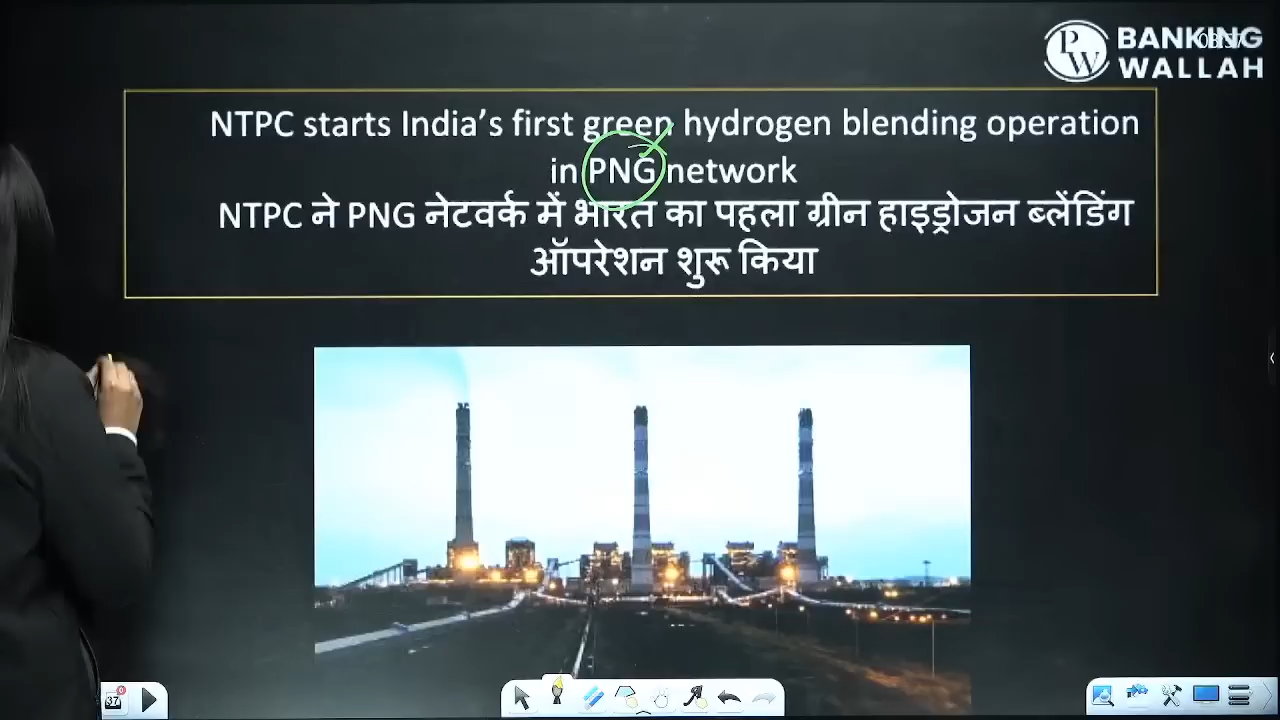 BANKING
WALLAH
NTPC starts India's first green hydrogen blending operation
in PNG network
NTPC ने PNG नेटवर्क में भारत का पहला ग्रीन हाइड्रोजन ब्लेंडिंग
ऑपरेशन शुरू किया
37